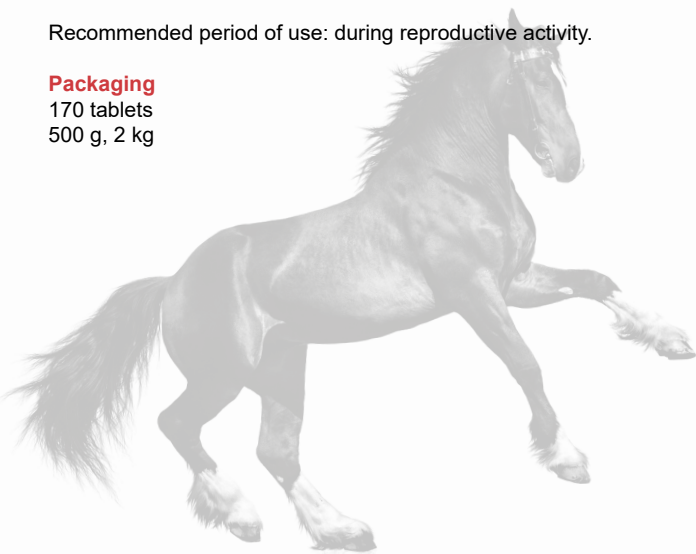 Recommended period of use: during reproductive activity.
Packaging
170 tablets
500 g, 2 kg